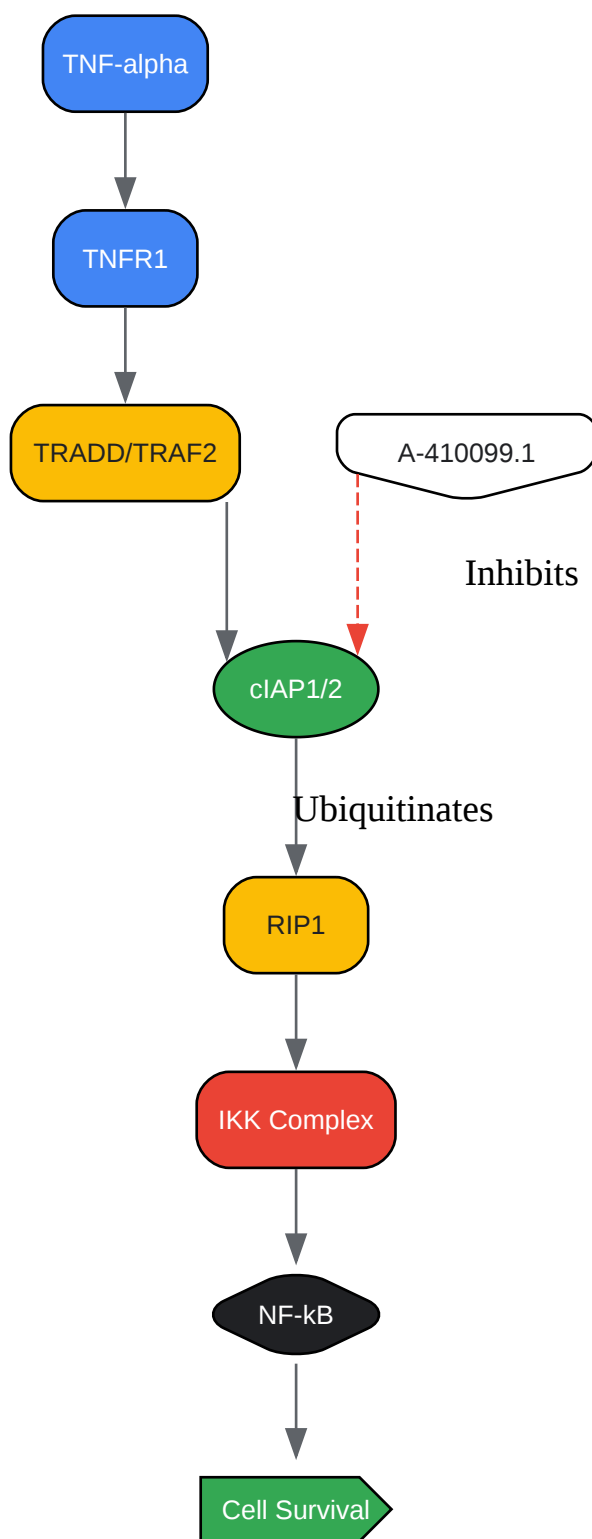 TNF-alpha
TNFR1
TRADD/TRAF2
A-410099.1
Inhibits
cIAP1/2
Ubiquitinates
RIP1
IKK Complex
NF-kB
Cell Survival